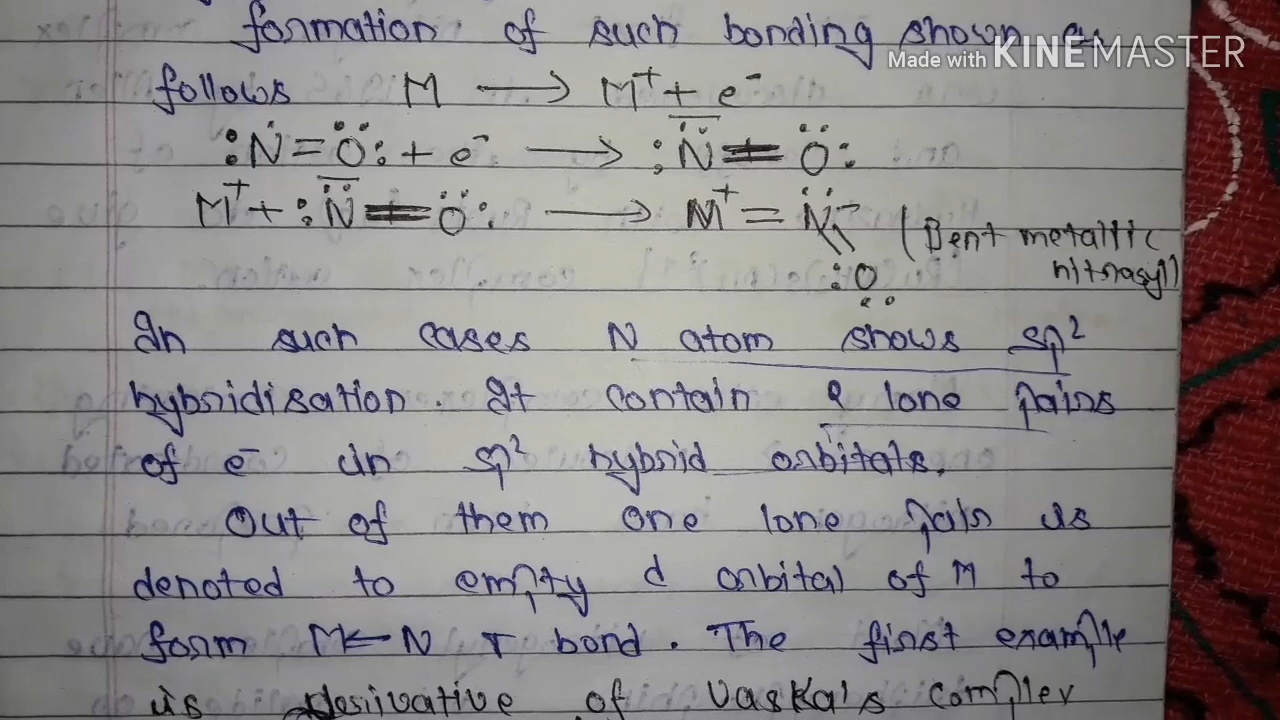 formation of such bonding shown as
Made with KINEMASTER
follows M → M⁺ + e⁻
:Ṅ=Ö: + e⁻ → :N̈=Ö:
M⁺ + :N̈=Ö: → M⁺=N̈⁻ (Bent metallic
nitrosyl)
:O
In such cases N atom shows sp²
hybridisation. It contain 2 lone pairs
of e⁻ in sp² hybrid orbitals.
Out of them one lone pair is
denoted to empty d orbital of M to
form M←N σ bond. The first example
is desiivative of Vaska's complex